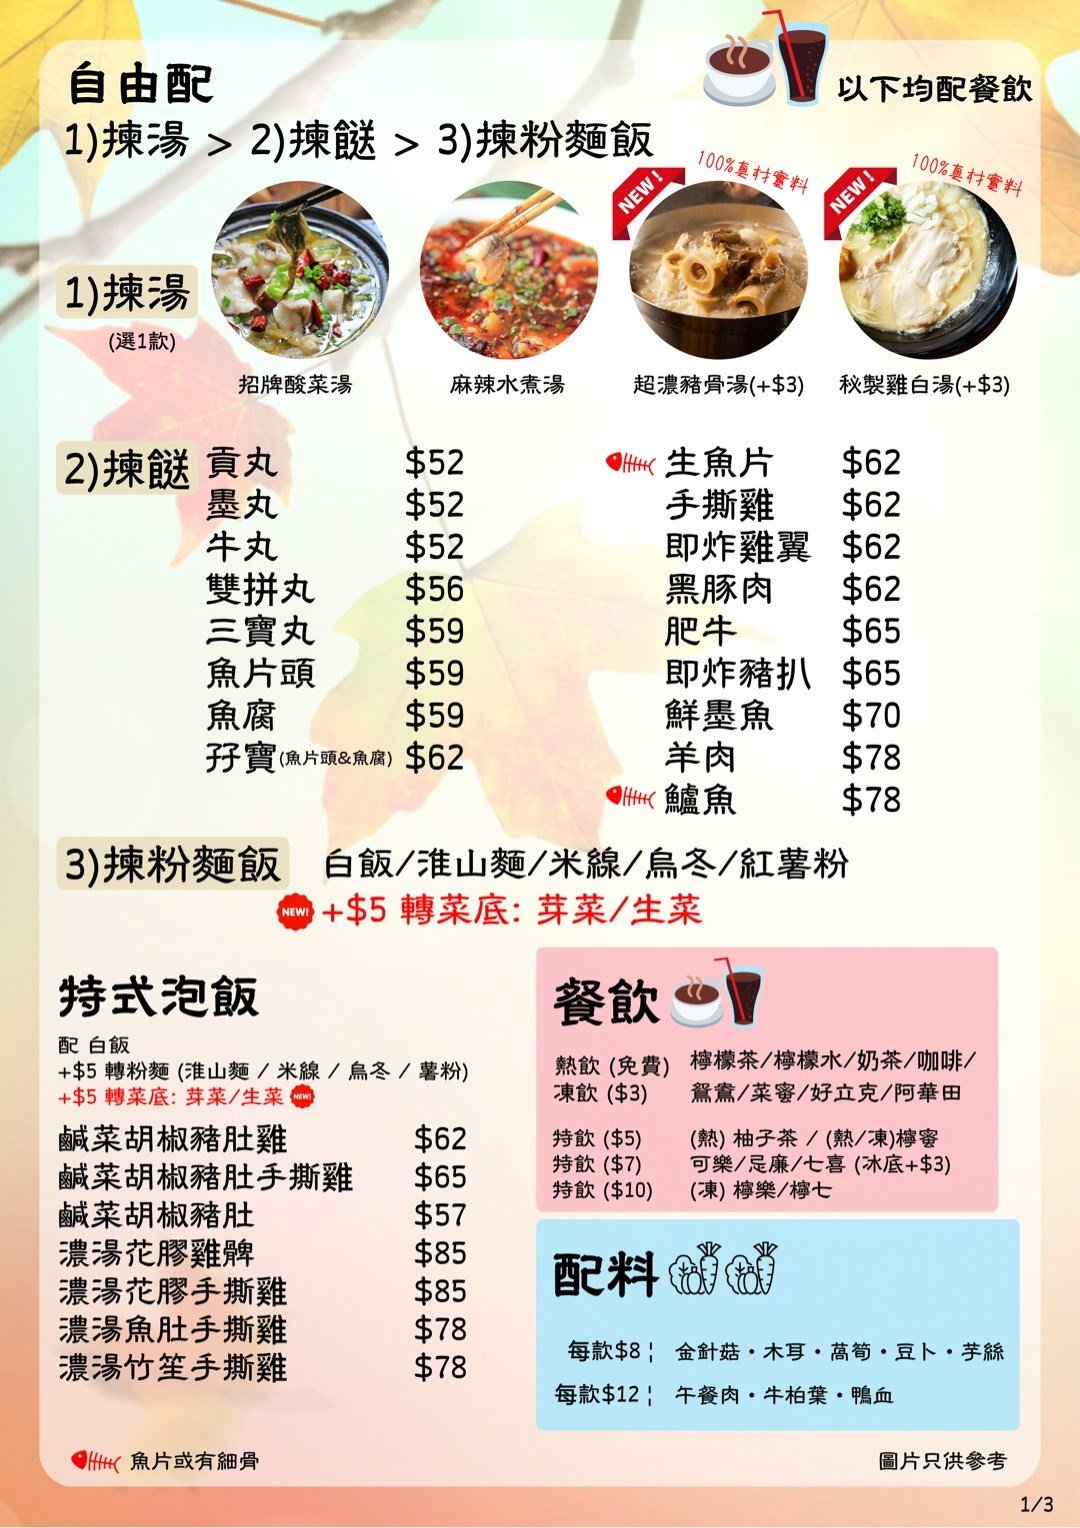 自由配
以下均配餐飲
1)揀湯 > 2)揀餸 > 3)揀粉麵飯
NEW!
100%真材實料
NEW!
100%真材實料
1)揀湯
(選1款)
招牌酸菜湯
麻辣水煮湯
超濃豬骨湯(+$3)
秘製雞白湯(+$3)
2)揀餸
貢丸 $52
墨丸 $52
牛丸 $52
雙拼丸 $56
三寶丸 $59
魚片頭 $59
魚腐 $59
孖寶(魚片頭&魚腐) $62
生魚片 $62
手撕雞 $62
即炸雞翼 $62
黑豚肉 $62
肥牛 $65
即炸豬扒 $65
鮮墨魚 $70
羊肉 $78
鱸魚 $78
3)揀粉麵飯 白飯/淮山麵/米線/烏冬/紅薯粉
NEW! +$5 轉菜底: 芽菜/生菜
特式泡飯
配 白飯
+$5 轉粉麵 (淮山麵 / 米線 / 烏冬 / 薯粉)
+$5 轉菜底: 芽菜/生菜 NEW!
鹹菜胡椒豬肚雞 $62
鹹菜胡椒豬肚手撕雞 $65
鹹菜胡椒豬肚 $57
濃湯花膠雞髀 $85
濃湯花膠手撕雞 $85
濃湯魚肚手撕雞 $78
濃湯竹笙手撕雞 $78
餐飲
熱飲 (免費) 檸檬茶/檸檬水/奶茶/咖啡/
凍飲 ($3) 鴛鴦/菜蜜/好立克/阿華田
特飲 ($5) (熱) 柚子茶 / (熱/凍)檸蜜
特飲 ($7) 可樂/忌廉/七喜 (冰底+$3)
特飲 ($10) (凍) 檸樂/檸七
配料
每款$8 ¦ 金針菇・木耳・萵筍・豆卜・芋絲
每款$12 ¦ 午餐肉・牛柏葉・鴨血
魚片或有細骨
圖片只供參考
1/3